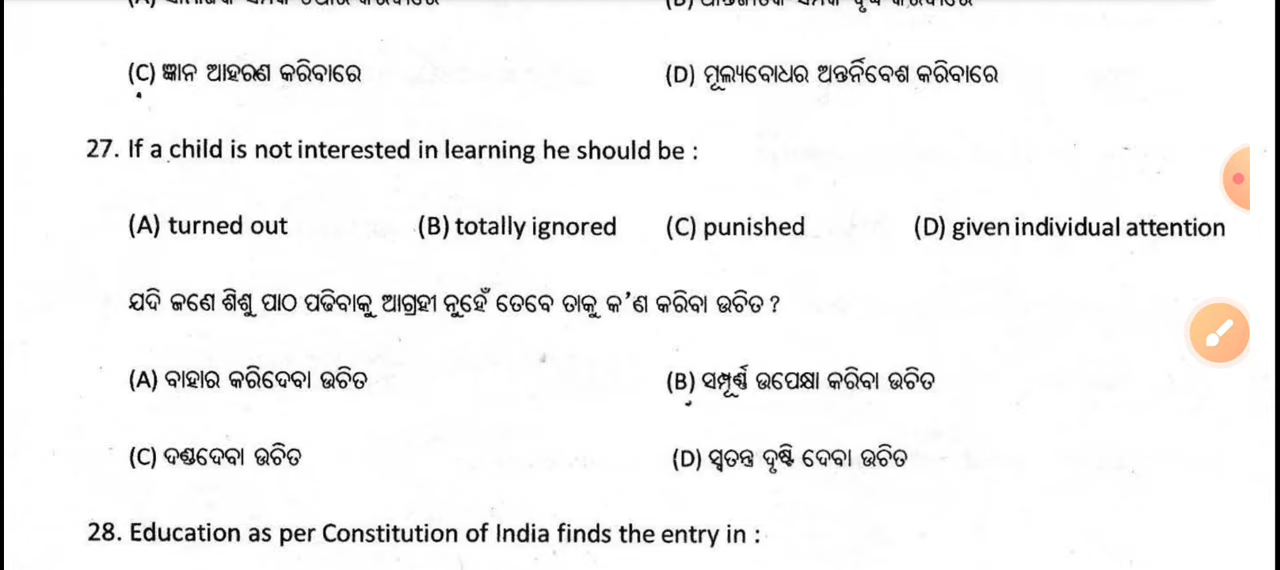 (C) ଜ୍ଞାନ ଆହରଣ କରିବାରେ (D) ମୂଲ୍ୟବୋଧର ଅନ୍ତର୍ନିବେଶ କରିବାରେ
27. If a child is not interested in learning he should be :
(A) turned out (B) totally ignored (C) punished (D) given individual attention
ଯଦି ଜଣେ ଶିଶୁ ପାଠ ପଢିବାକୁ ଆଗ୍ରହୀ ନୁହେଁ ତେବେ ତାକୁ କ'ଣ କରିବା ଉଚିତ ?
(A) ବାହାର କରିଦେବା ଉଚିତ (B) ସମ୍ପୂର୍ଣ୍ଣ ଉପେକ୍ଷା କରିବା ଉଚିତ
(C) ଦଣ୍ଡଦେବା ଉଚିତ (D) ସ୍ୱତନ୍ତ୍ର ଦୃଷ୍ଟି ଦେବା ଉଚିତ
28. Education as per Constitution of India finds the entry in :